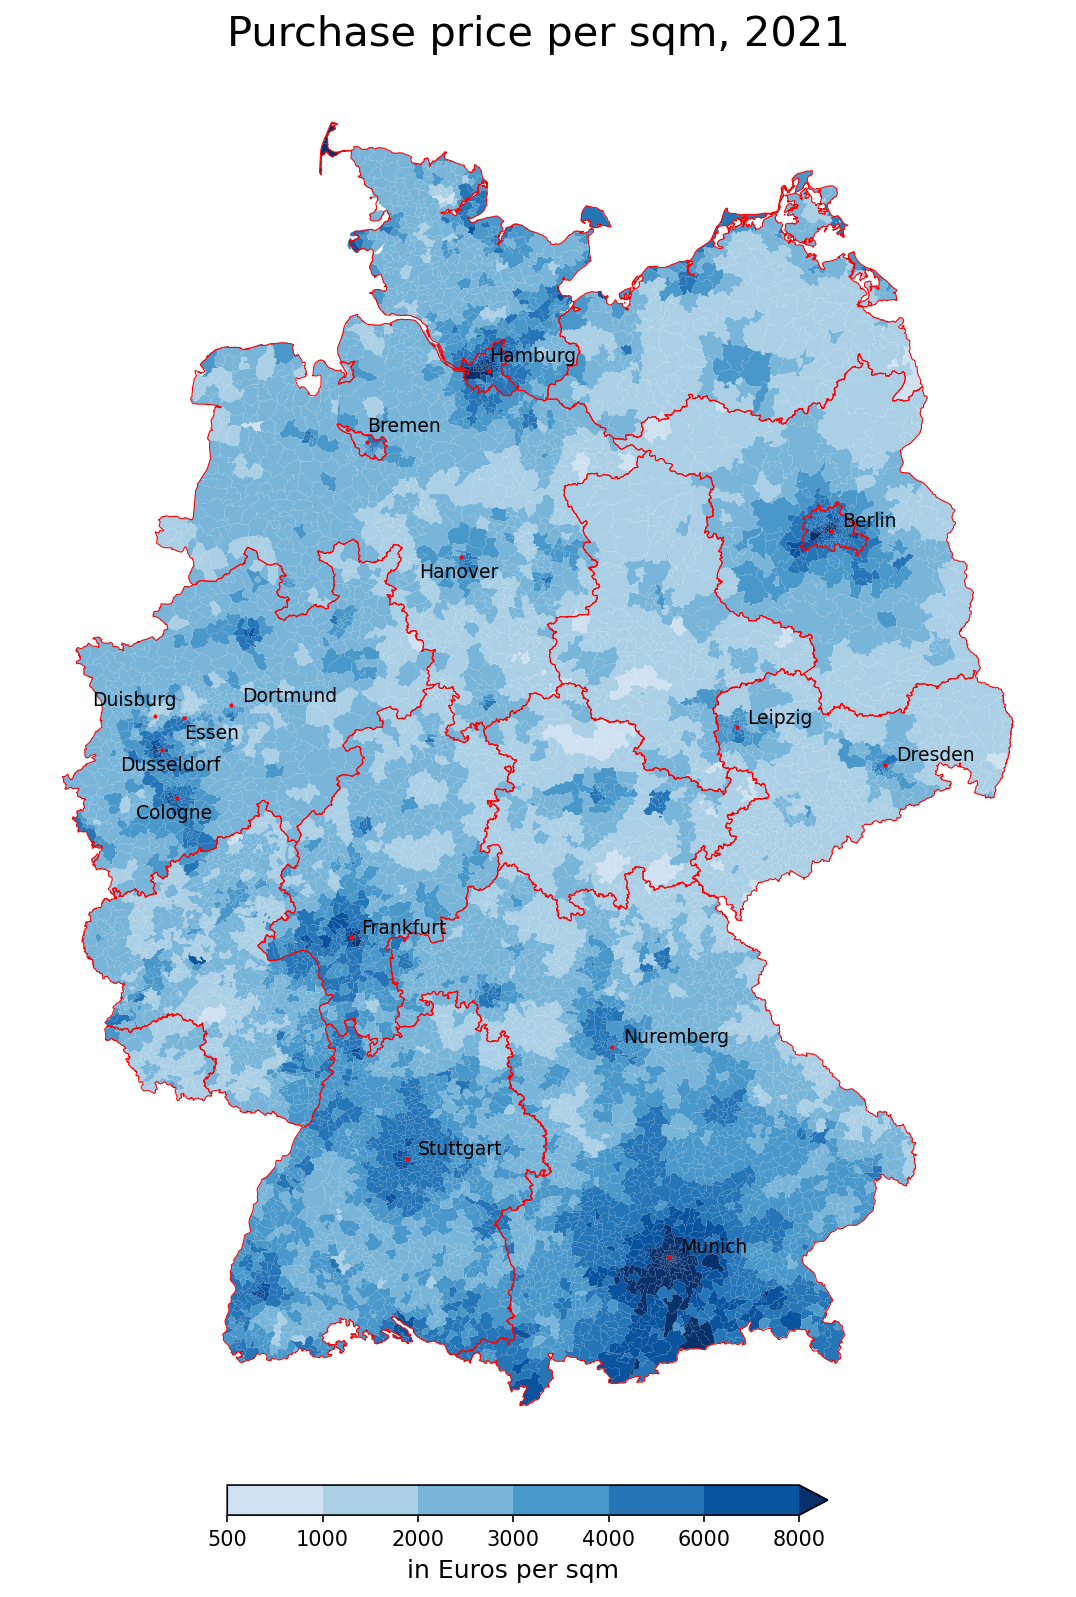 Purchase price per sqm, 2021
Hamburg
Bremen
Berlin
Hanover
Duisburg
Dortmund
Essen
Dusseldorf
Cologne
Leipzig
Dresden
Frankfurt
Nuremberg
Stuttgart
Munich
500 1000 2000 3000 4000 6000 8000
in Euros per sqm